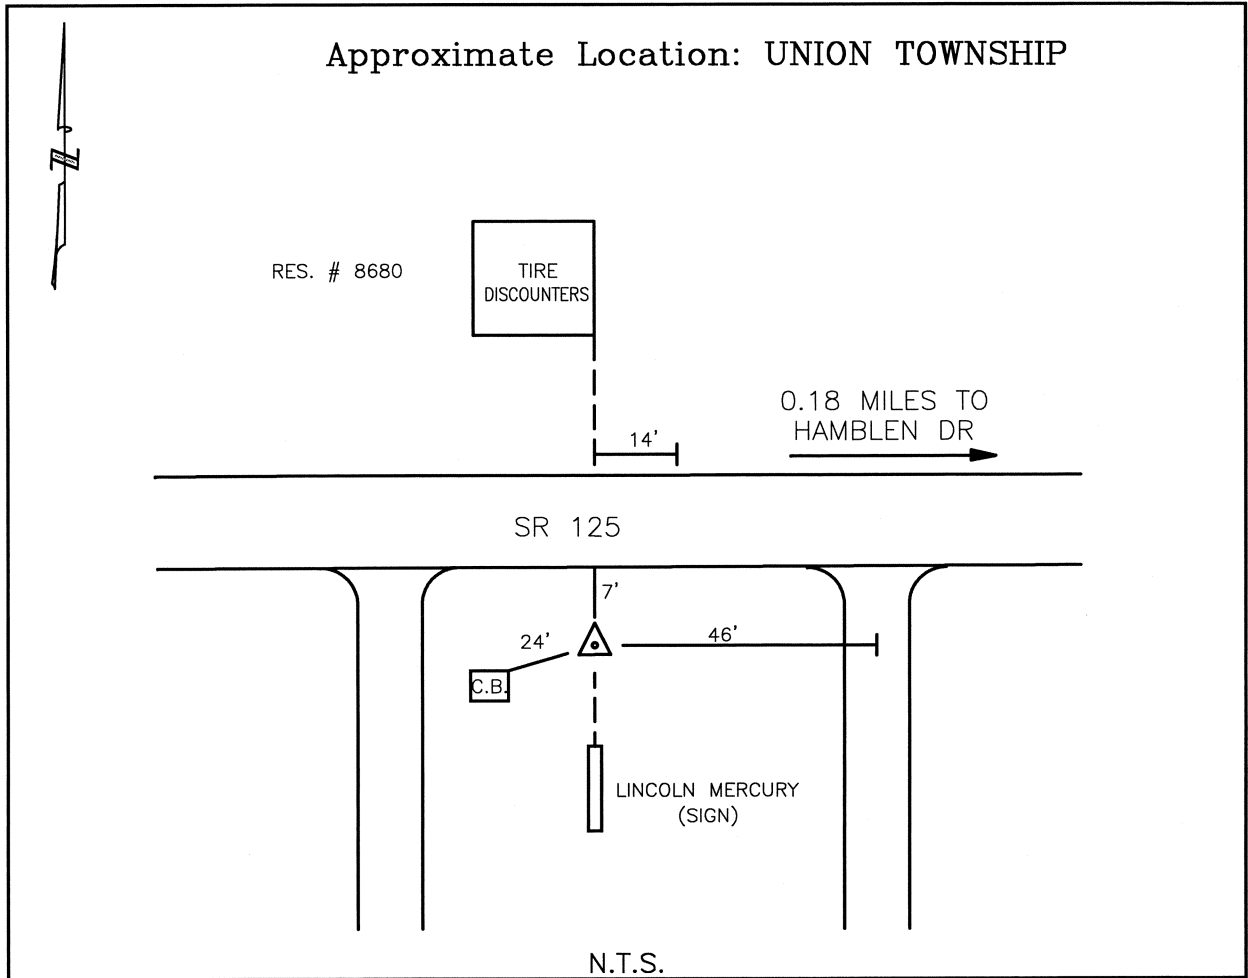 Approximate Location: UNION TOWNSHIP
N
RES. # 8680
TIRE
DISCOUNTERS
0.18 MILES TO
HAMBLEN DR
14'
SR 125
7'
24'
46'
C.B.
LINCOLN MERCURY
(SIGN)
N.T.S.